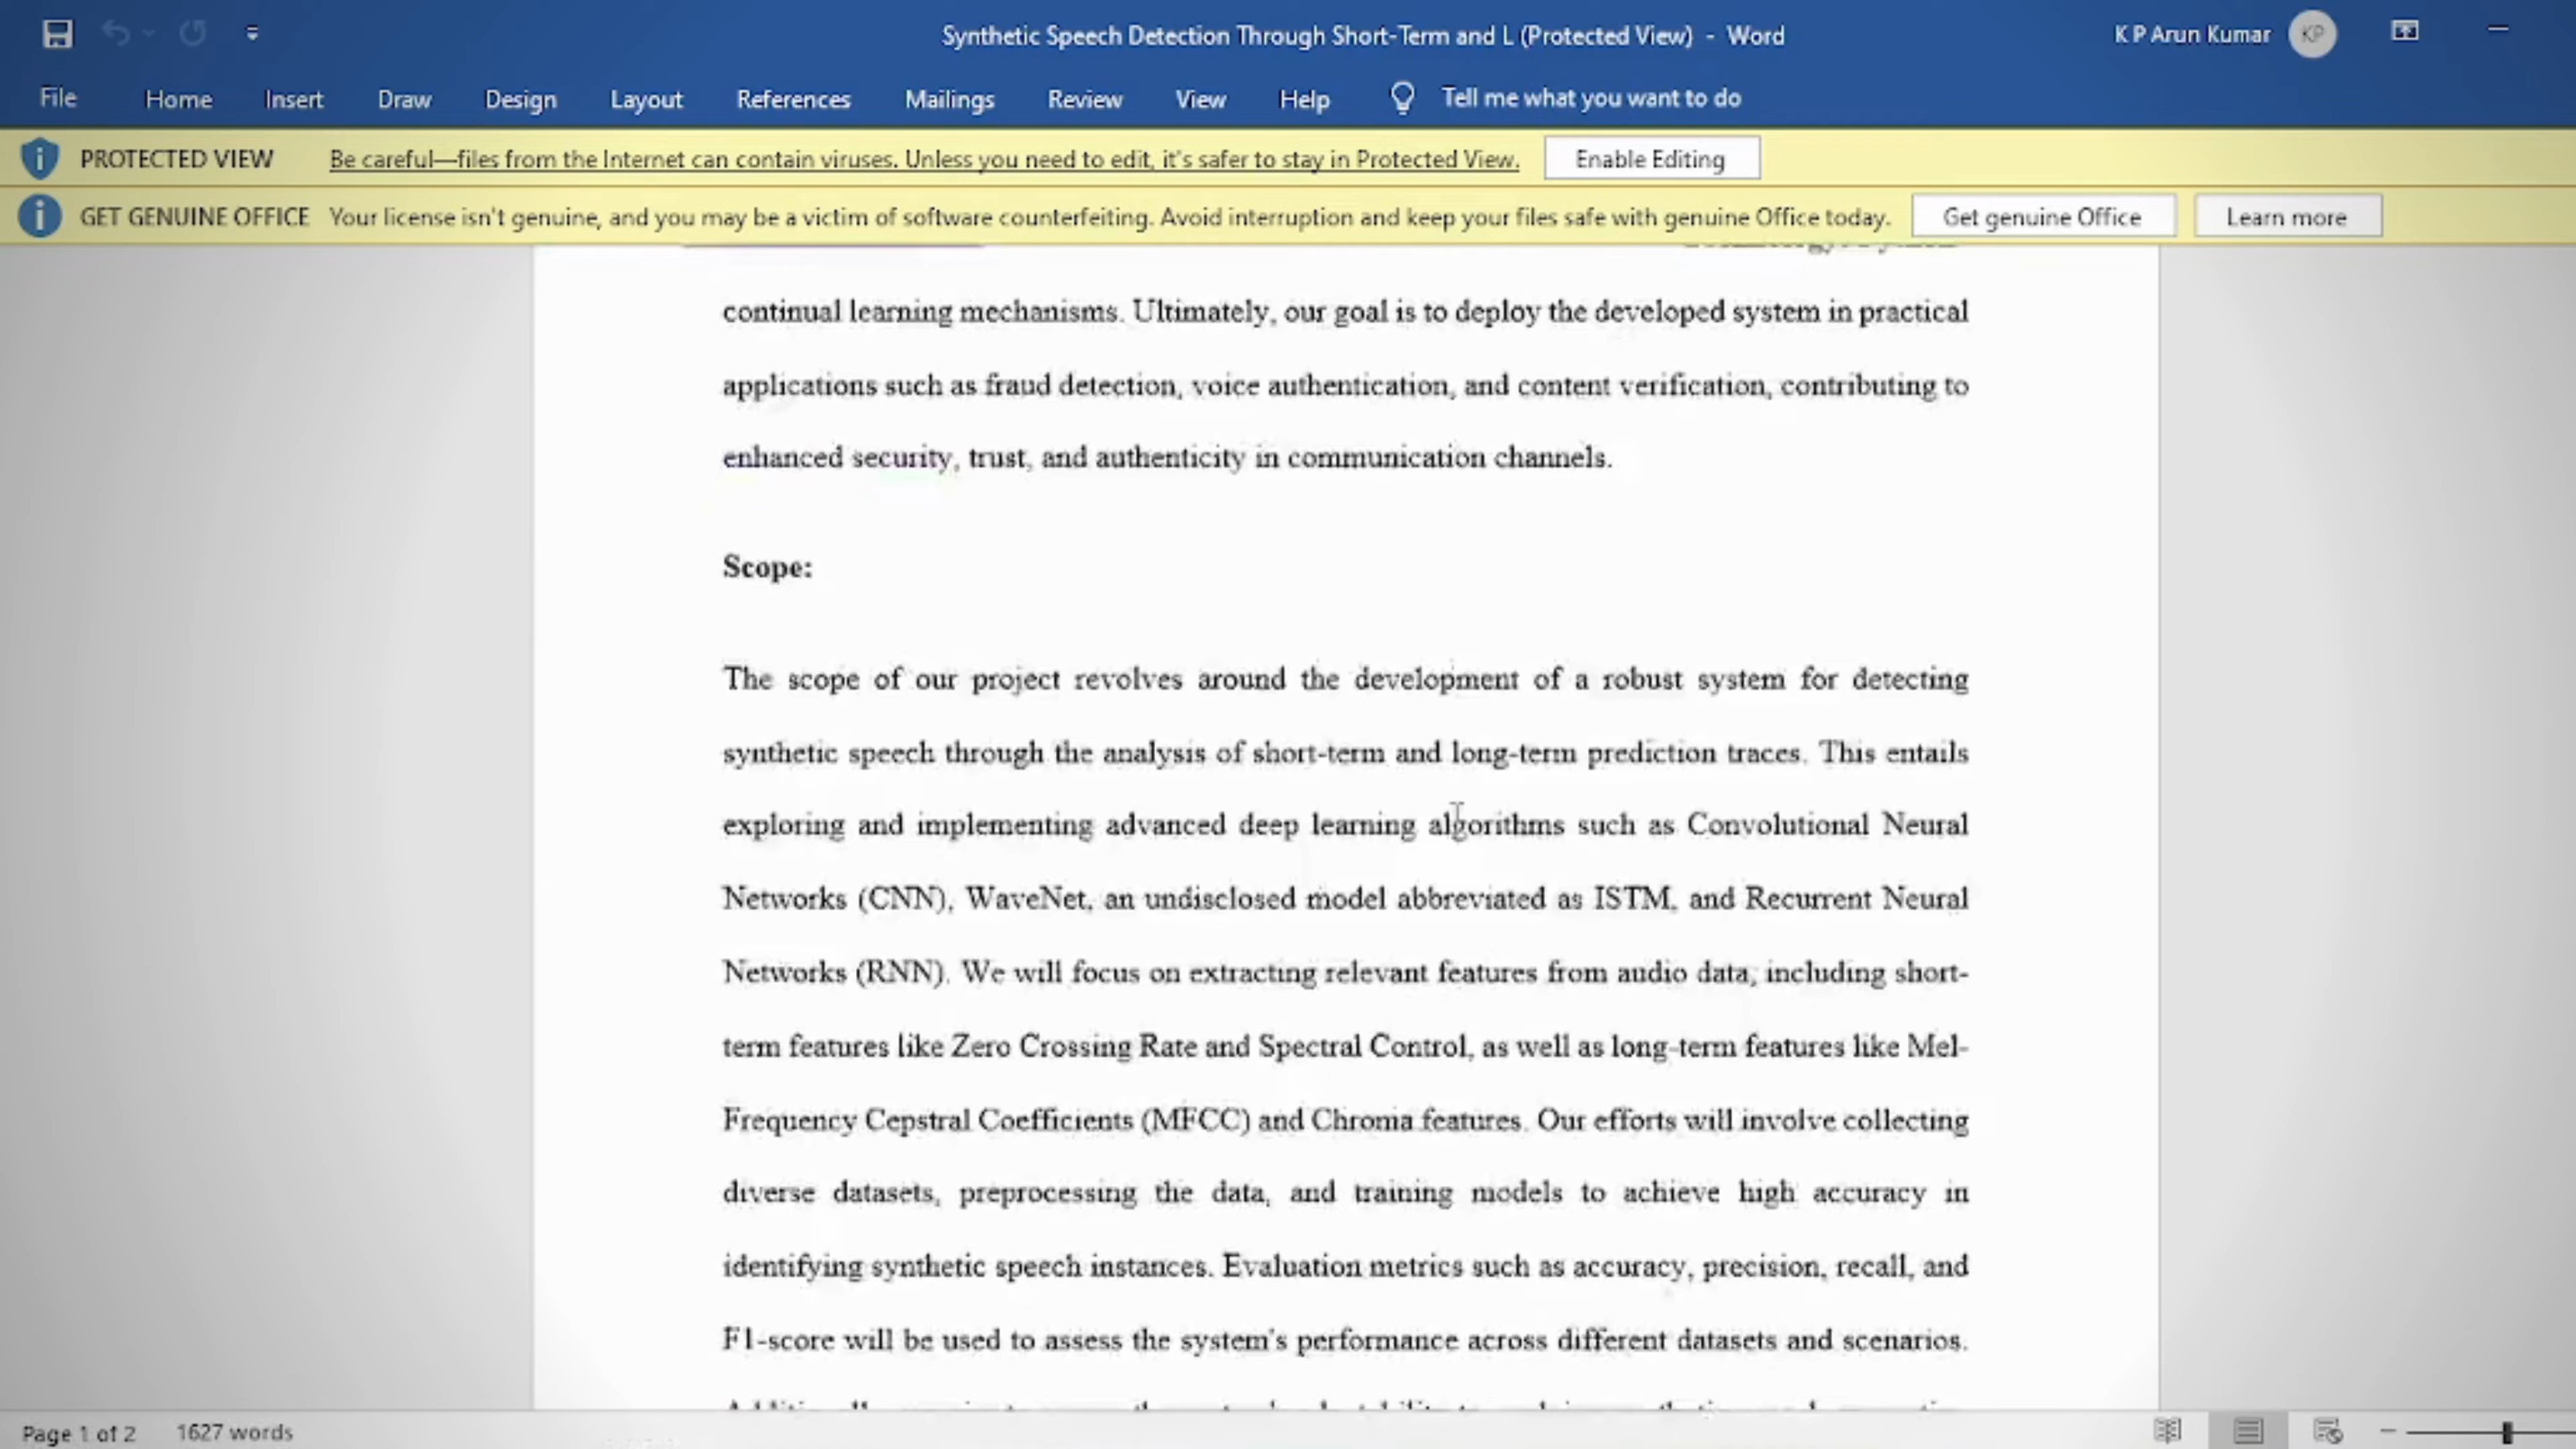 Synthetic Speech Detection Through Short-Term and L (Protected View) - Word
K P Arun Kumar
KP
File Home Insert Draw Design Layout References Mailings Review View Help Tell me what you want to do
PROTECTED VIEW Be careful—files from the Internet can contain viruses. Unless you need to edit, it's safer to stay in Protected View. Enable Editing
GET GENUINE OFFICE Your license isn't genuine, and you may be a victim of software counterfeiting. Avoid interruption and keep your files safe with genuine Office today. Get genuine Office Learn more
continual learning mechanisms. Ultimately, our goal is to deploy the developed system in practical
applications such as fraud detection, voice authentication, and content verification, contributing to
enhanced security, trust, and authenticity in communication channels.
Scope:
The scope of our project revolves around the development of a robust system for detecting
synthetic speech through the analysis of short-term and long-term prediction traces. This entails
exploring and implementing advanced deep learning algorithms such as Convolutional Neural
Networks (CNN), WaveNet, an undisclosed model abbreviated as ISTM, and Recurrent Neural
Networks (RNN). We will focus on extracting relevant features from audio data, including short-
term features like Zero Crossing Rate and Spectral Control, as well as long-term features like Mel-
Frequency Cepstral Coefficients (MFCC) and Chroma features. Our efforts will involve collecting
diverse datasets, preprocessing the data, and training models to achieve high accuracy in
identifying synthetic speech instances. Evaluation metrics such as accuracy, precision, recall, and
F1-score will be used to assess the system's performance across different datasets and scenarios.
Page 1 of 2 1627 words